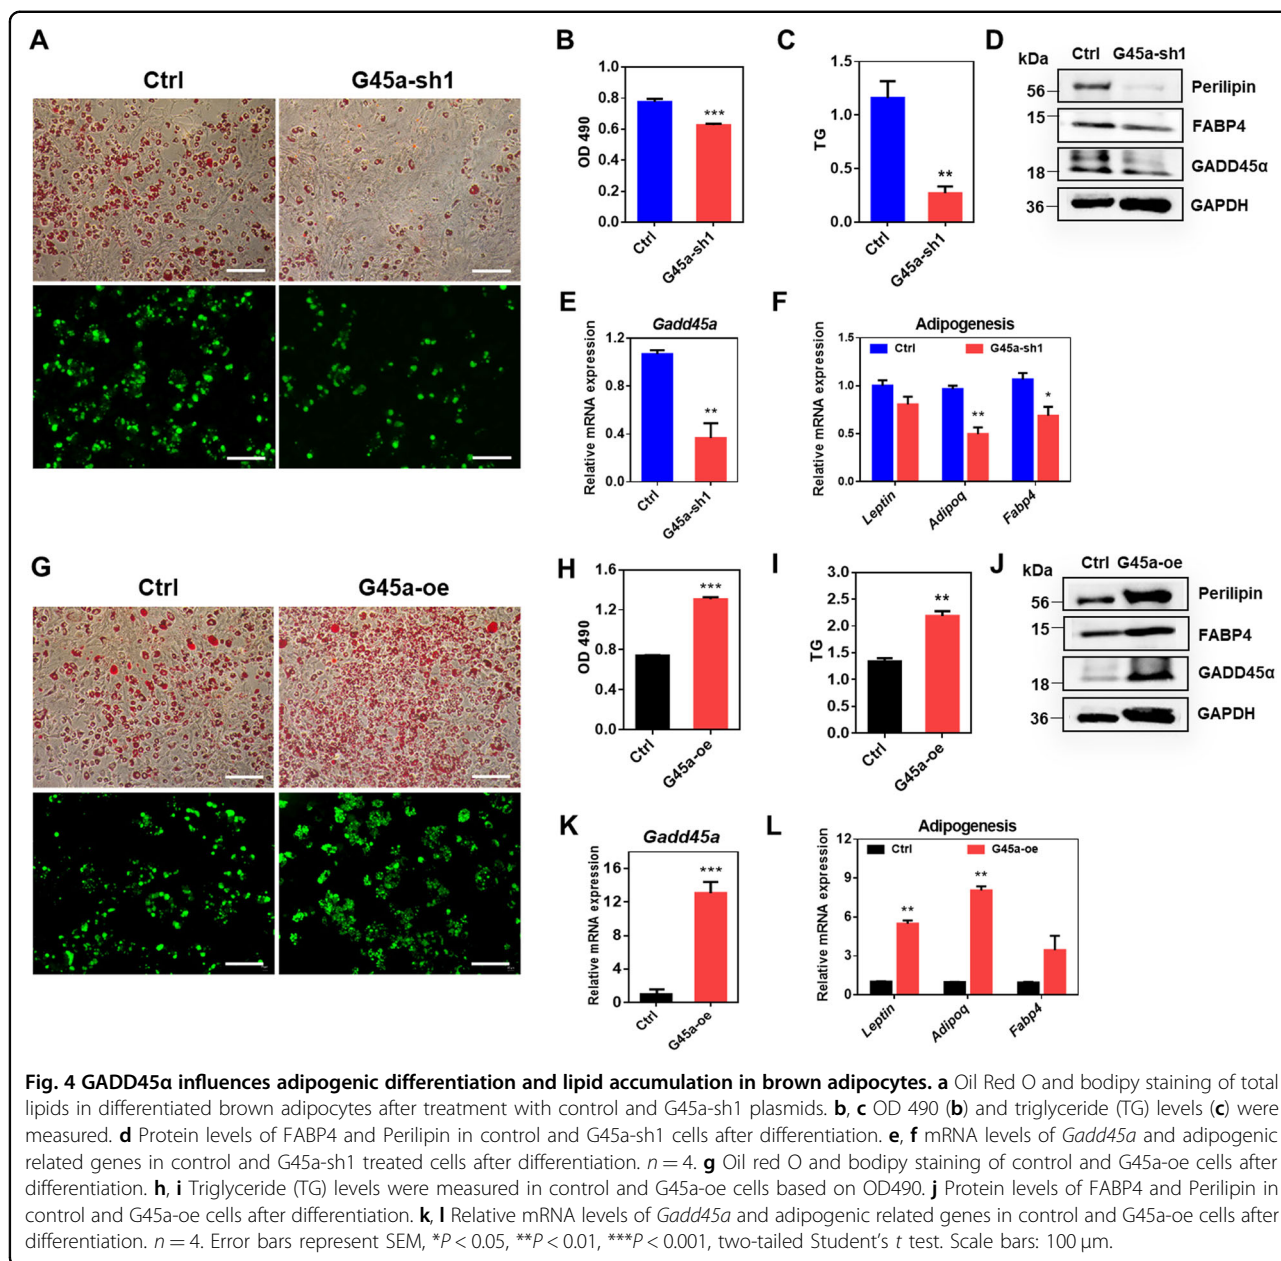 A
Ctrl
G45a-sh1
B
OD 490
0.0
0.2
0.4
0.6
0.8
1.0
***
Ctrl
G45a-sh1
C
TG
0.0
0.5
1.0
1.5
**
Ctrl
G45a-sh1
D
kDa
Ctrl G45a-sh1
56
Perilipin
15
FABP4
18
GADD45α
36
GAPDH
E
Gadd45a
Relative mRNA expression
0.0
0.4
0.8
1.2
**
Ctrl
G45a-sh1
F
Adipogenesis
Ctrl
G45a-sh1
Relative mRNA expression
0.0
0.5
1.0
1.5
**
*
Leptin
Adipoq
Fabp4
G
Ctrl
G45a-oe
H
OD 490
0.0
0.4
0.8
1.2
1.6
***
Ctrl
G45a-oe
I
TG
0.0
0.5
1.0
1.5
2.0
2.5
3.0
**
Ctrl
G45a-oe
J
kDa
Ctrl G45a-oe
56
Perilipin
15
FABP4
18
GADD45α
36
GAPDH
K
Gadd45a
Relative mRNA expression
0
4
8
12
16
***
Ctrl
G45a-oe
L
Adipogenesis
Ctrl
G45a-oe
Relative mRNA expression
0
3
6
9
12
**
**
Leptin
Adipoq
Fabp4
Fig. 4 GADD45α influences adipogenic differentiation and lipid accumulation in brown adipocytes. a Oil Red O and bodipy staining of total
lipids in differentiated brown adipocytes after treatment with control and G45a-sh1 plasmids. b, c OD 490 (b) and triglyceride (TG) levels (c) were
measured. d Protein levels of FABP4 and Perilipin in control and G45a-sh1 cells after differentiation. e, f mRNA levels of Gadd45a and adipogenic
related genes in control and G45a-sh1 treated cells after differentiation. n = 4. g Oil red O and bodipy staining of control and G45a-oe cells after
differentiation. h, i Triglyceride (TG) levels were measured in control and G45a-oe cells based on OD490. j Protein levels of FABP4 and Perilipin in
control and G45a-oe cells after differentiation. k, l Relative mRNA levels of Gadd45a and adipogenic related genes in control and G45a-oe cells after
differentiation. n = 4. Error bars represent SEM, *P < 0.05, **P < 0.01, ***P < 0.001, two-tailed Student's t test. Scale bars: 100 μm.